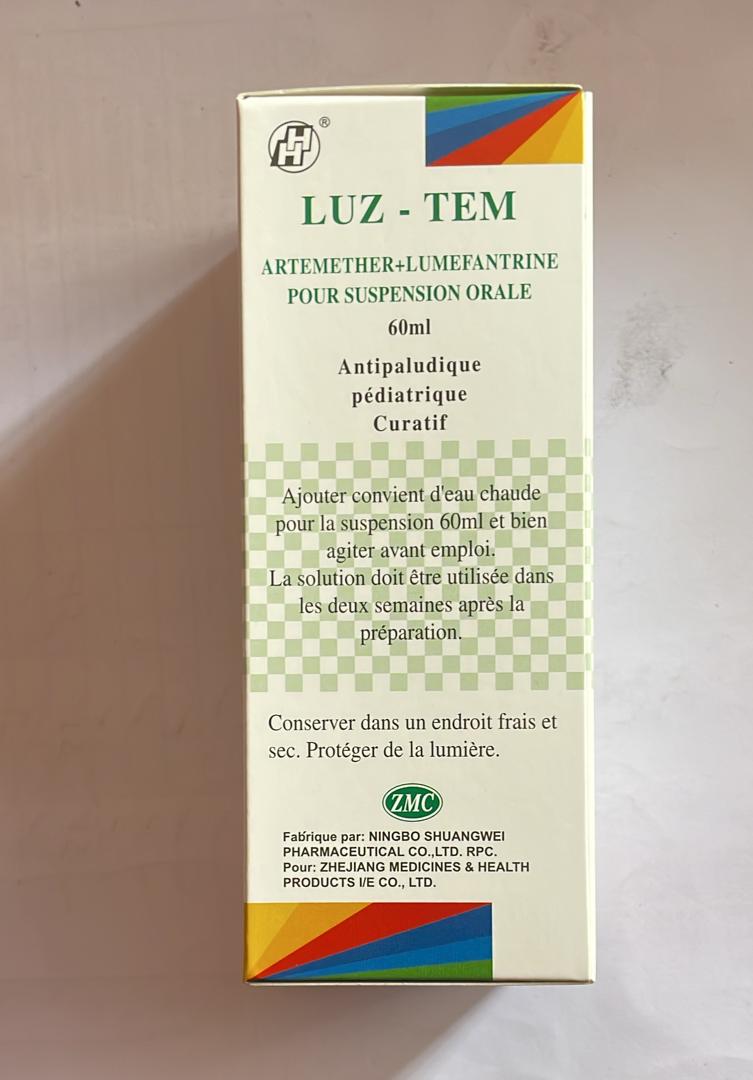 HH ®
LUZ - TEM
ARTEMETHER+LUMEFANTRINE
POUR SUSPENSION ORALE
60ml
Antipaludique
pédiatrique
Curatif
Ajouter convient d'eau chaude
pour la suspension 60ml et bien
agiter avant emploi.
La solution doit être utilisée dans
les deux semaines après la
préparation.
Conserver dans un endroit frais et
sec. Protéger de la lumière.
ZMC
Fabrique par: NINGBO SHUANGWEI
PHARMACEUTICAL CO.,LTD. RPC.
Pour: ZHEJIANG MEDICINES & HEALTH
PRODUCTS I/E CO., LTD.